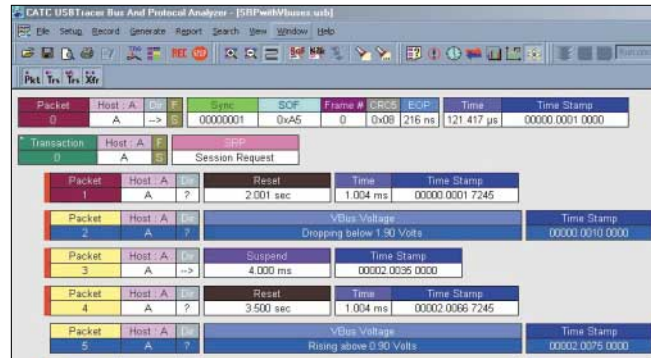 CATC USBTracer Bus And Protocol Analyzer - [SRPwithVbuses.usb]
File Setup Record Generate Report Search View Window Help
REC
Pkt Trs Trs Xfr
Packet Host : A Dir F Sync SOF Frame # CRC5 EOP Time Time Stamp
0 A --> S 00000001 0xA5 0 0x08 216 ns 121.417 µs 00000.0001 0000
Transaction Host : A F SRP
0 A S Session Request
Packet Host : A Dir Reset Time Time Stamp
1 A ? 2.001 sec 1.004 ms 00000.0001 7245
Packet Host : A Dir VBus Voltage Time Stamp
2 A ? Dropping below 1.90 Volts 00000.0010 0000
Packet Host : A Dir Suspend Time Stamp
3 A --> 4.000 ms 00002.0035 0000
Packet Host : A Dir Reset Time Time Stamp
4 A ? 3.500 sec 1.004 ms 00002.0066 7245
Packet Host : A Dir VBus Voltage Time Stamp
5 A ? Rising above 0.90 Volts 00002.0075 0000